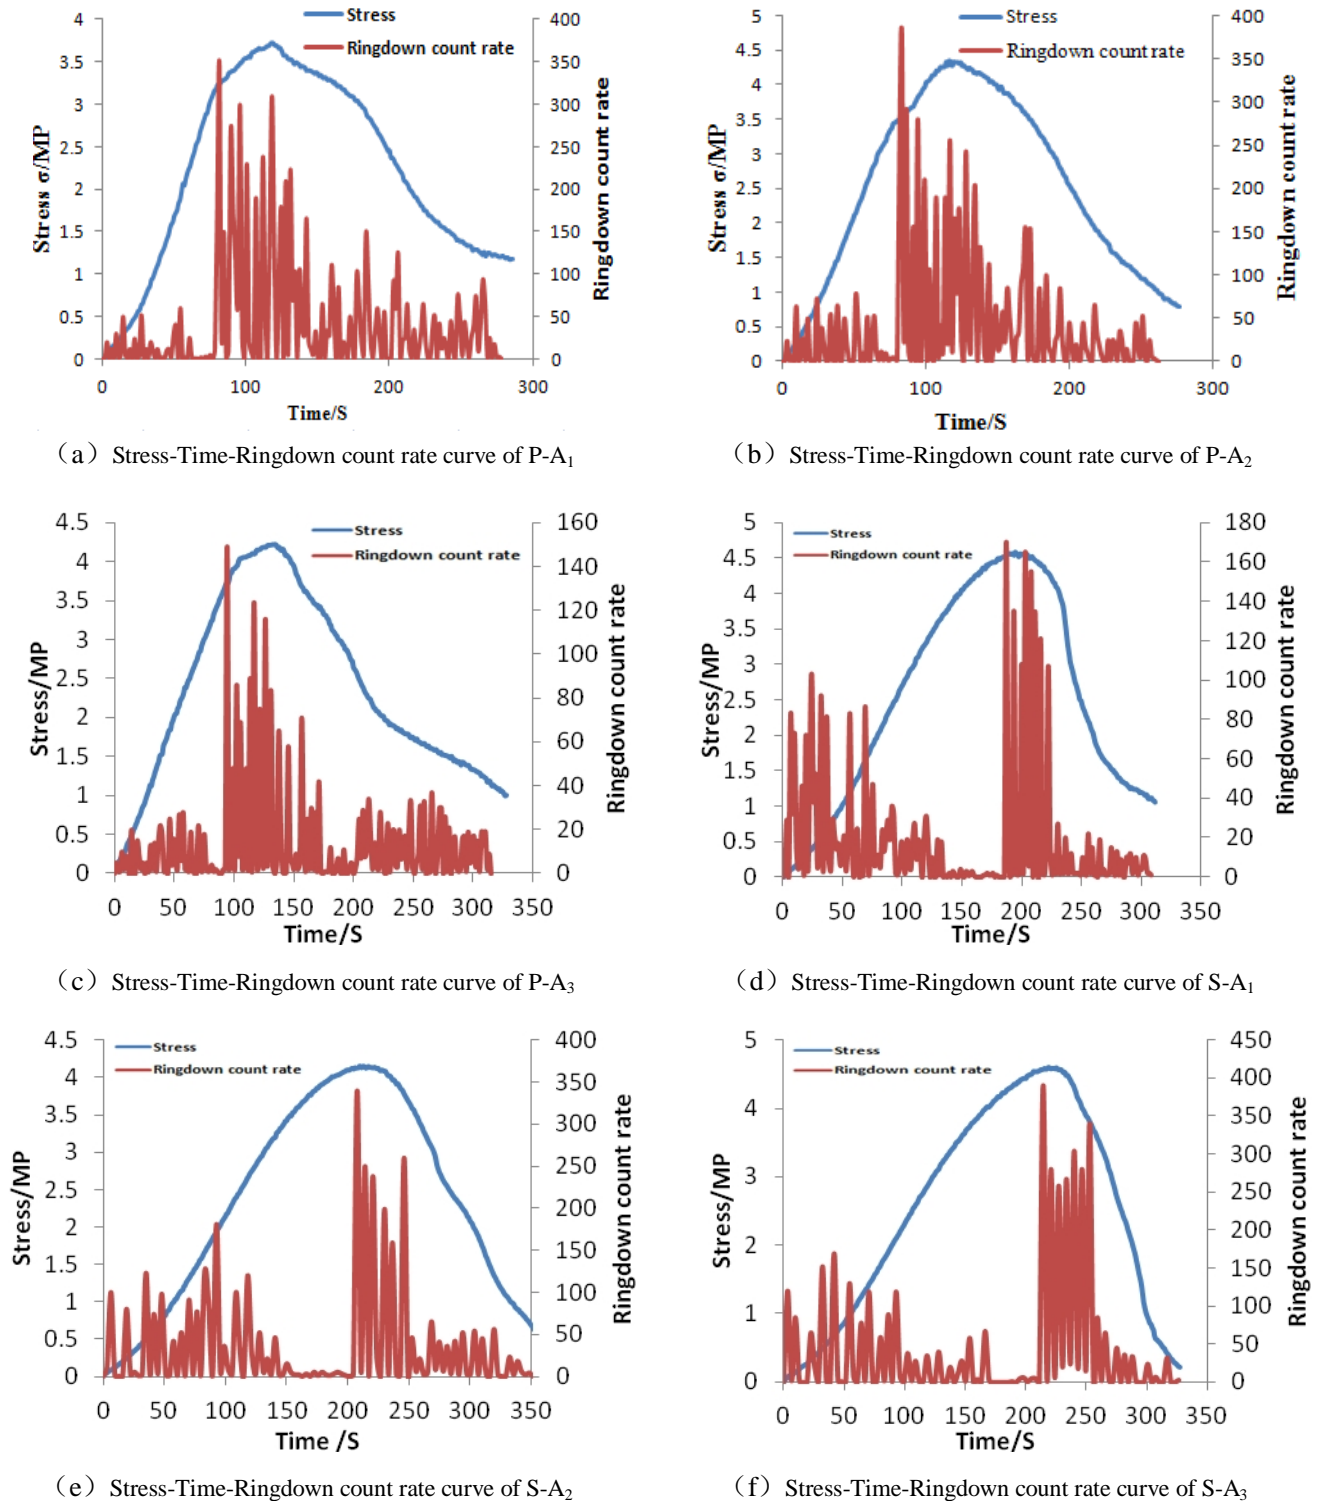 Stress
Ringdown count rate
4
3.5
3
2.5
2
1.5
1
0.5
0
400
350
300
250
200
150
100
50
0
Stress σ/MP
Ringdown count rate
0 100 200 300
Time/S
(a) Stress-Time-Ringdown count rate curve of P-A1
Stress
Ringdown count rate
5
4.5
4
3.5
3
2.5
2
1.5
1
0.5
0
400
350
300
250
200
150
100
50
0
Stress σ/MP
Ringdown count rate
0 100 200 300
Time/S
(b) Stress-Time-Ringdown count rate curve of P-A2
Stress
Ringdown count rate
4.5
4
3.5
3
2.5
2
1.5
1
0.5
0
160
140
120
100
80
60
40
20
0
Stress/MP
Ringdown count rate
0 50 100 150 200 250 300 350
Time/S
(c) Stress-Time-Ringdown count rate curve of P-A3
Stress
Ringdown count rate
5
4.5
4
3.5
3
2.5
2
1.5
1
0.5
0
180
160
140
120
100
80
60
40
20
0
Stress/MP
Ringdown count rate
0 50 100 150 200 250 300 350
Time/S
(d) Stress-Time-Ringdown count rate curve of S-A1
Stress
Ringdown count rate
4.5
4
3.5
3
2.5
2
1.5
1
0.5
0
400
350
300
250
200
150
100
50
0
Stress/MP
Ringdown count rate
0 50 100 150 200 250 300 350
Time /S
(e) Stress-Time-Ringdown count rate curve of S-A2
Stress
Ringdown count rate
5
4
3
2
1
0
450
400
350
300
250
200
150
100
50
0
Stress/MP
Ringdown count rate
0 50 100 150 200 250 300 350
Time/S
(f) Stress-Time-Ringdown count rate curve of S-A3